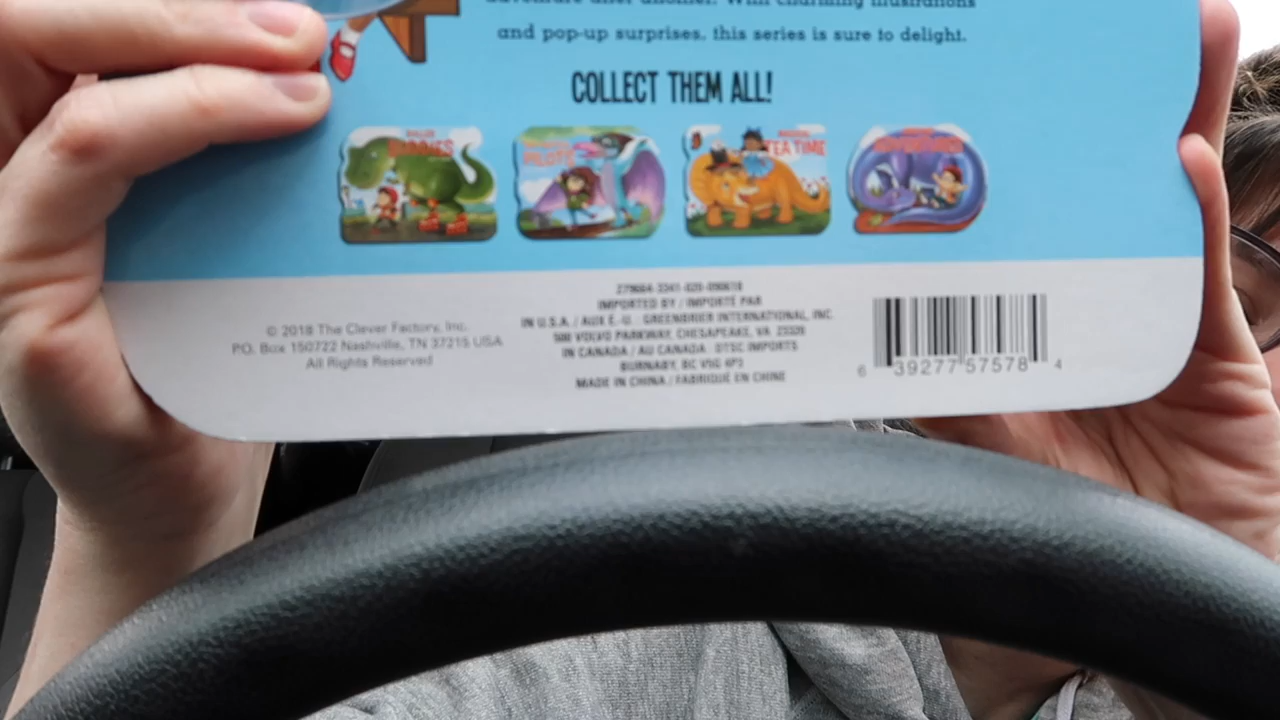 and pop-up surprises, this series is sure to delight.
COLLECT THEM ALL!
TEA TIME
© 2018 The Clever Factory, Inc.
P.O. Box 150722 Nashville, TN 37215 USA
All Rights Reserved
IMPORTED BY / IMPORTÉ PAR
IN U.S.A. / AUX É.-U. : GREENBRIER INTERNATIONAL, INC.
500 VOLVO PARKWAY, CHESAPEAKE, VA 23320
IN CANADA / AU CANADA : DTSC IMPORTS
BURNABY, BC V5G 4P3
MADE IN CHINA / FABRIQUÉ EN CHINE
6 39277 57578 4